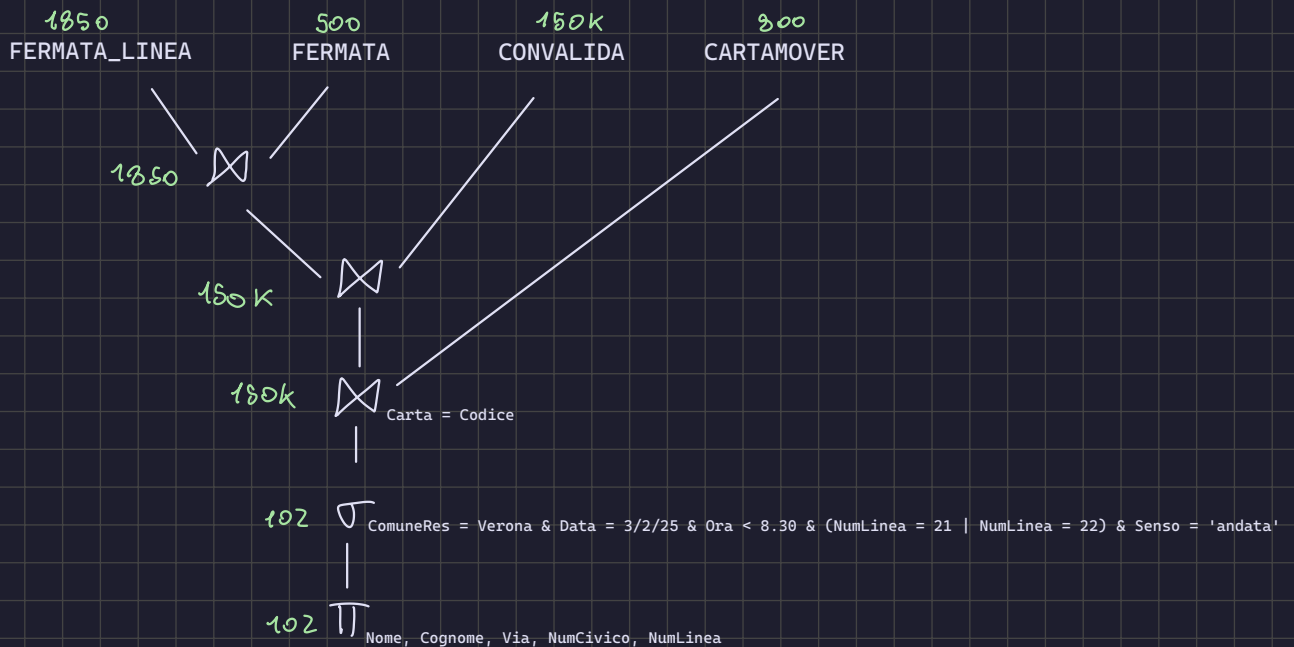 1850 500 150K 800
FERMATA_LINEA FERMATA CONVALIDA CARTAMOVER
1850
150K
150K
Carta = Codice
102 σ ComuneRes = Verona & Data = 3/2/25 & Ora < 8.30 & (NumLinea = 21 | NumLinea = 22) & Senso = 'andata'
102 π Nome, Cognome, Via, NumCivico, NumLinea